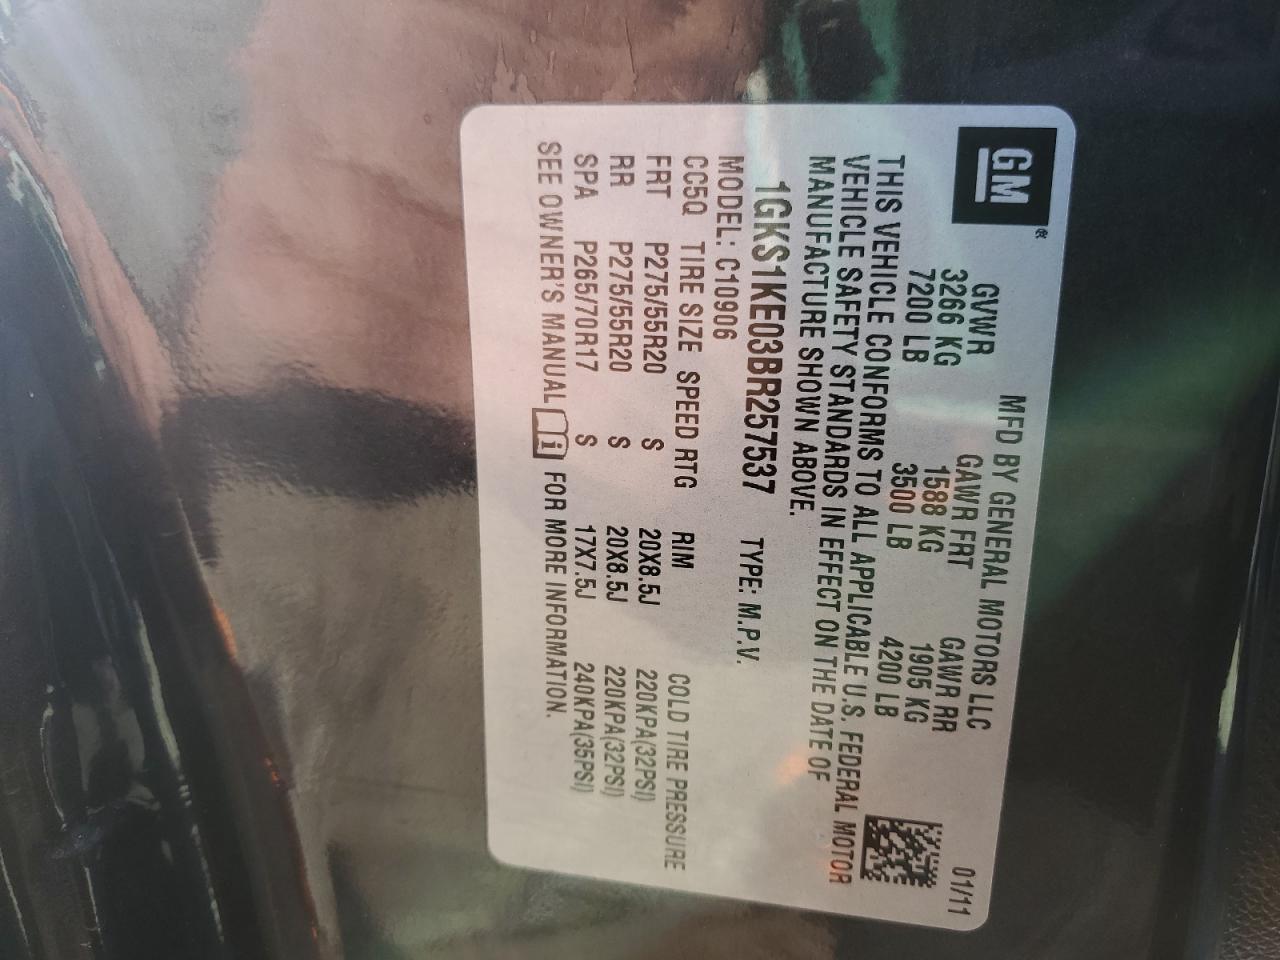 GM®
MFD BY GENERAL MOTORS LLC 01/11
GVWR GAWR FRT GAWR RR
3266 KG 1588 KG 1905 KG
7200 LB 3500 LB 4200 LB
THIS VEHICLE CONFORMS TO ALL APPLICABLE U.S. FEDERAL MOTOR
VEHICLE SAFETY STANDARDS IN EFFECT ON THE DATE OF
MANUFACTURE SHOWN ABOVE.
1GKS1KE03BR257537 TYPE: M.P.V.
MODEL: C10906
CC5Q TIRE SIZE SPEED RTG RIM COLD TIRE PRESSURE
FRT P275/55R20 S 20X8.5J 220KPA(32PSI)
RR P275/55R20 S 20X8.5J 220KPA(32PSI)
SPA P265/70R17 S 17X7.5J 240KPA(35PSI)
SEE OWNER'S MANUAL i FOR MORE INFORMATION.